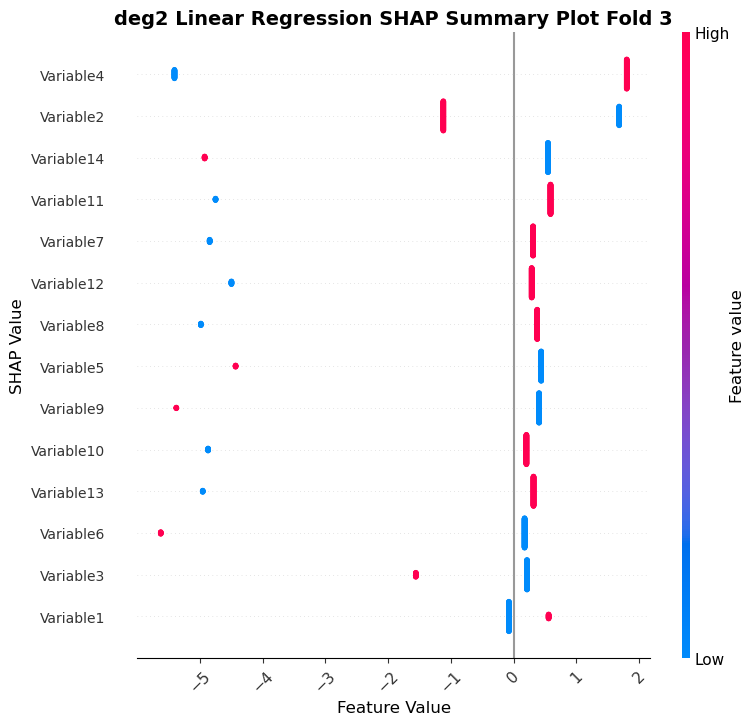 deg2 Linear Regression SHAP Summary Plot Fold 3
High
Variable4
Variable2
Variable14
Variable11
Variable7
Variable12
Variable8
Variable5
Variable9
Variable10
Variable13
Variable6
Variable3
Variable1
SHAP Value
Feature value
Low
−5
−4
−3
−2
−1
0
1
2
Feature Value